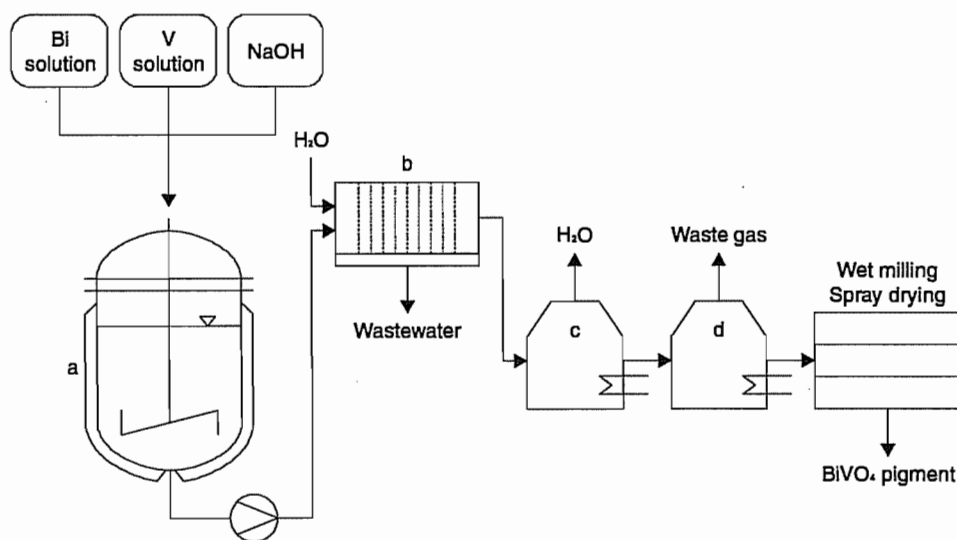 Bi
solution
V
solution
NaOH
H₂O
b
a
Wastewater
H₂O
c
Waste gas
d
Wet milling
Spray drying
BiVO₄ pigment